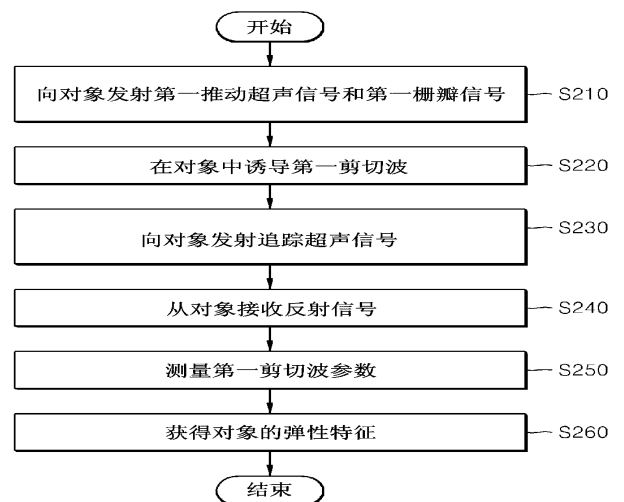 开始
向对象发射第一推动超声信号和第一栅瓣信号
S210
在对象中诱导第一剪切波
S220
向对象发射追踪超声信号
S230
从对象接收反射信号
S240
测量第一剪切波参数
S250
获得对象的弹性特征
S260
结束